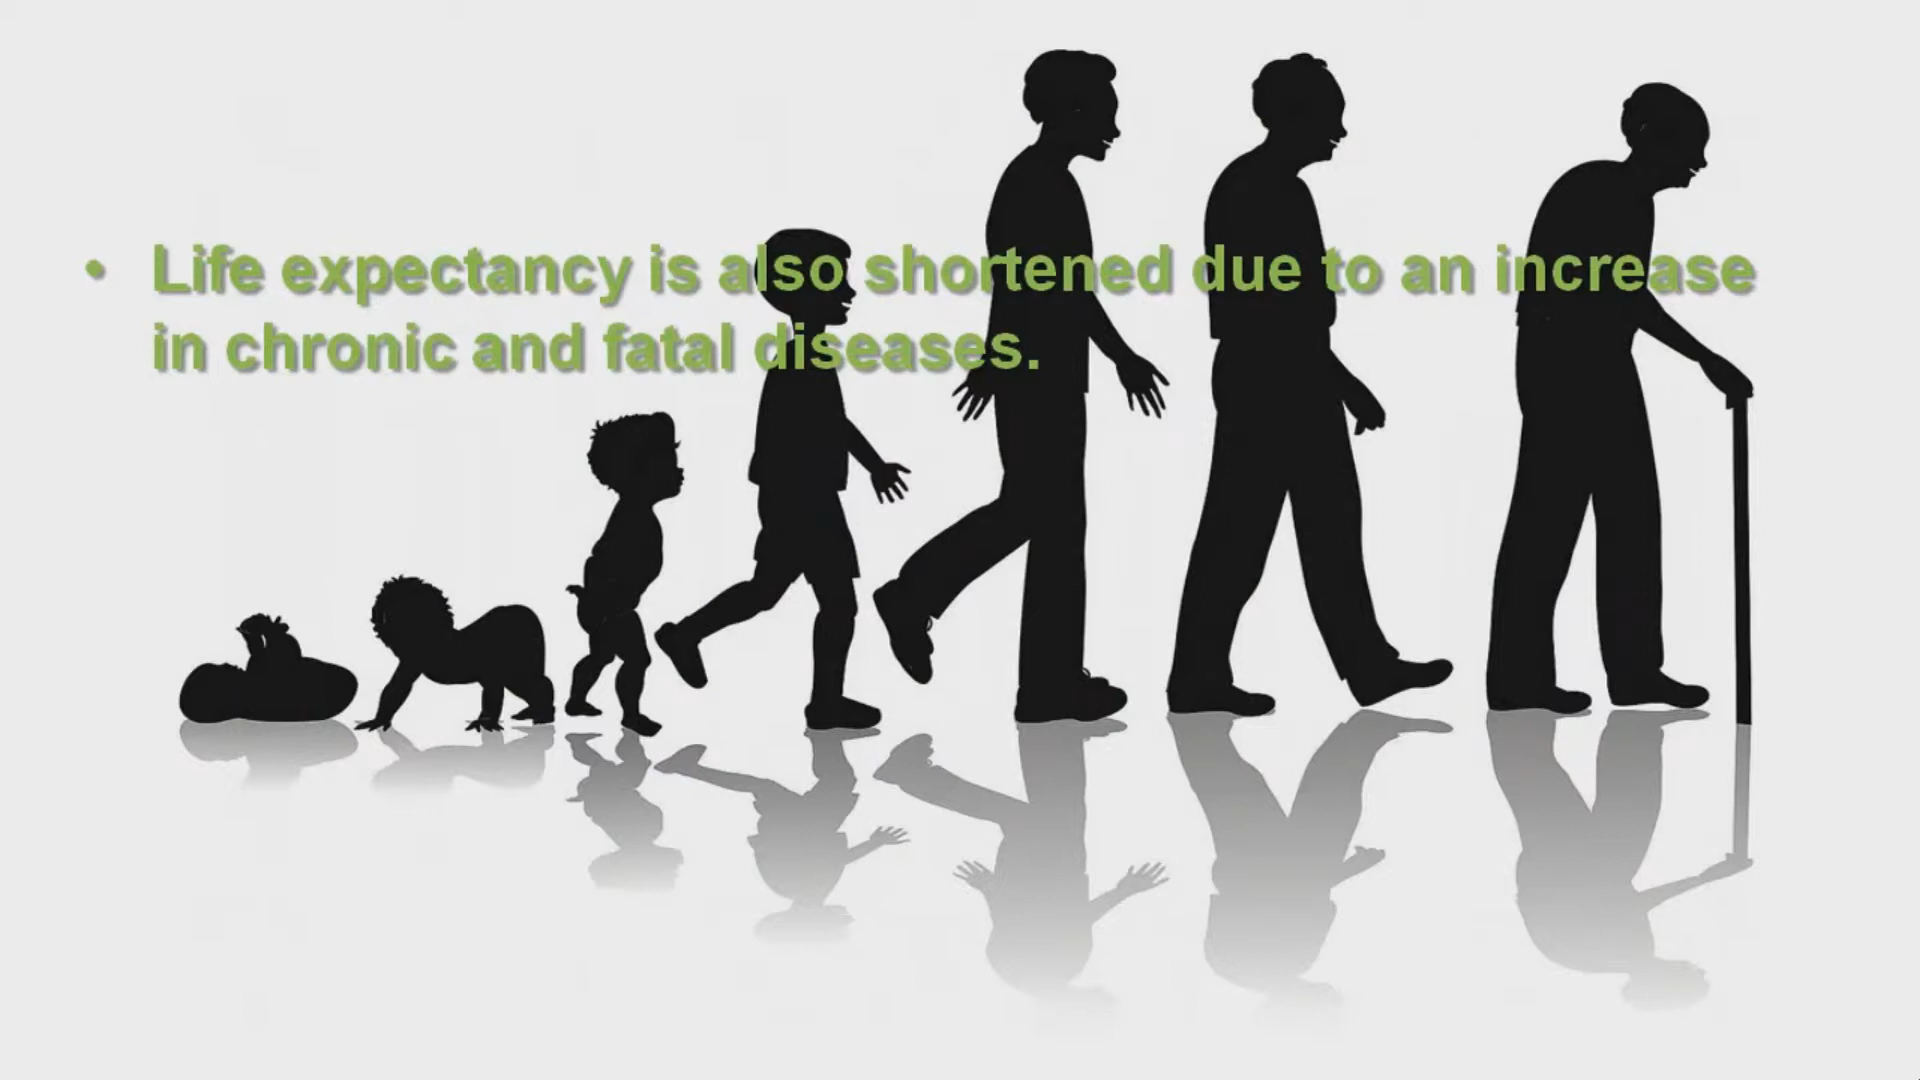 • Life expectancy is also shortened due to an increase
in chronic and fatal diseases.